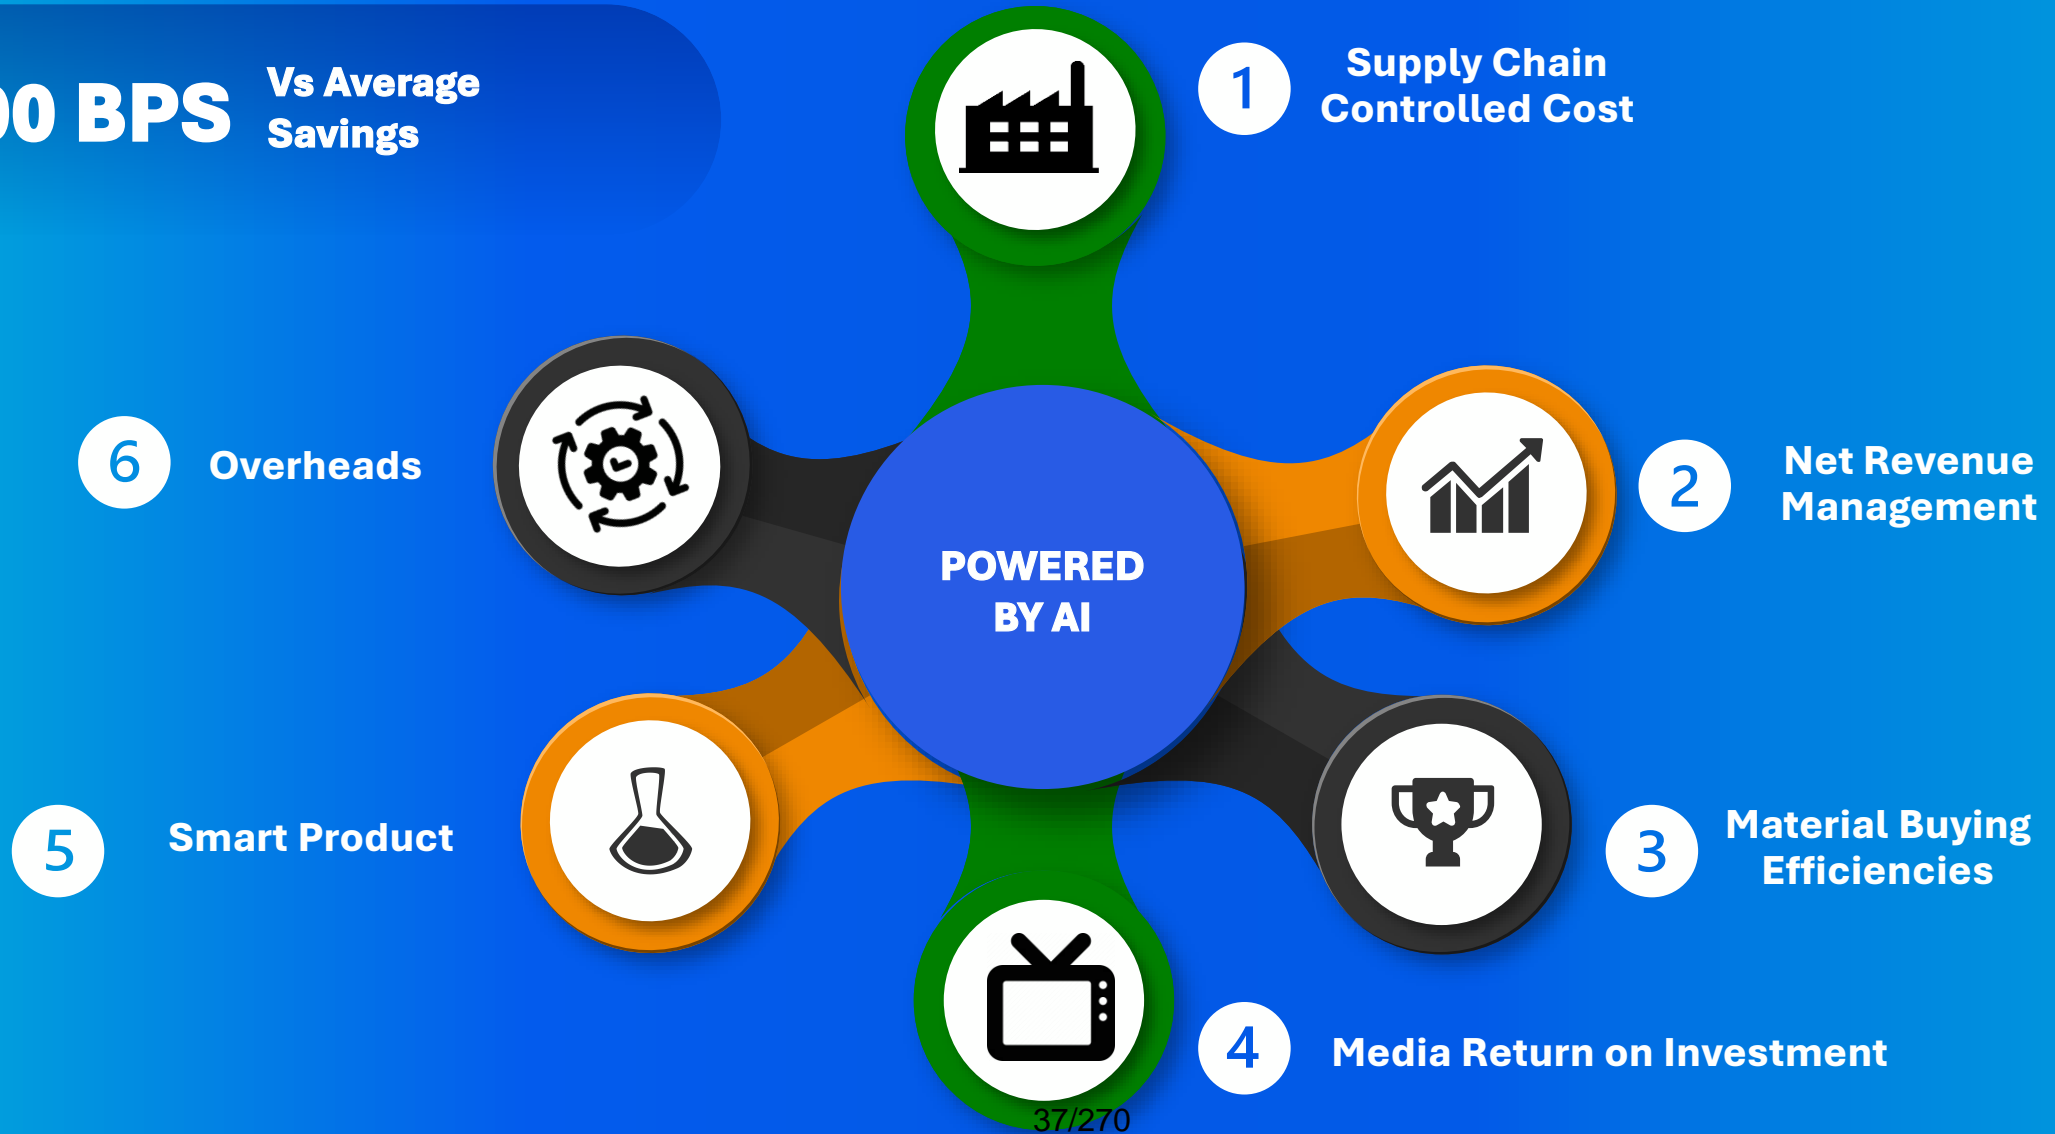 00 BPS
Vs Average
Savings
1
Supply Chain
Controlled Cost
2
Net Revenue
Management
3
Material Buying
Efficiencies
4
Media Return on Investment
5
Smart Product
6
Overheads
POWERED
BY AI
37/270